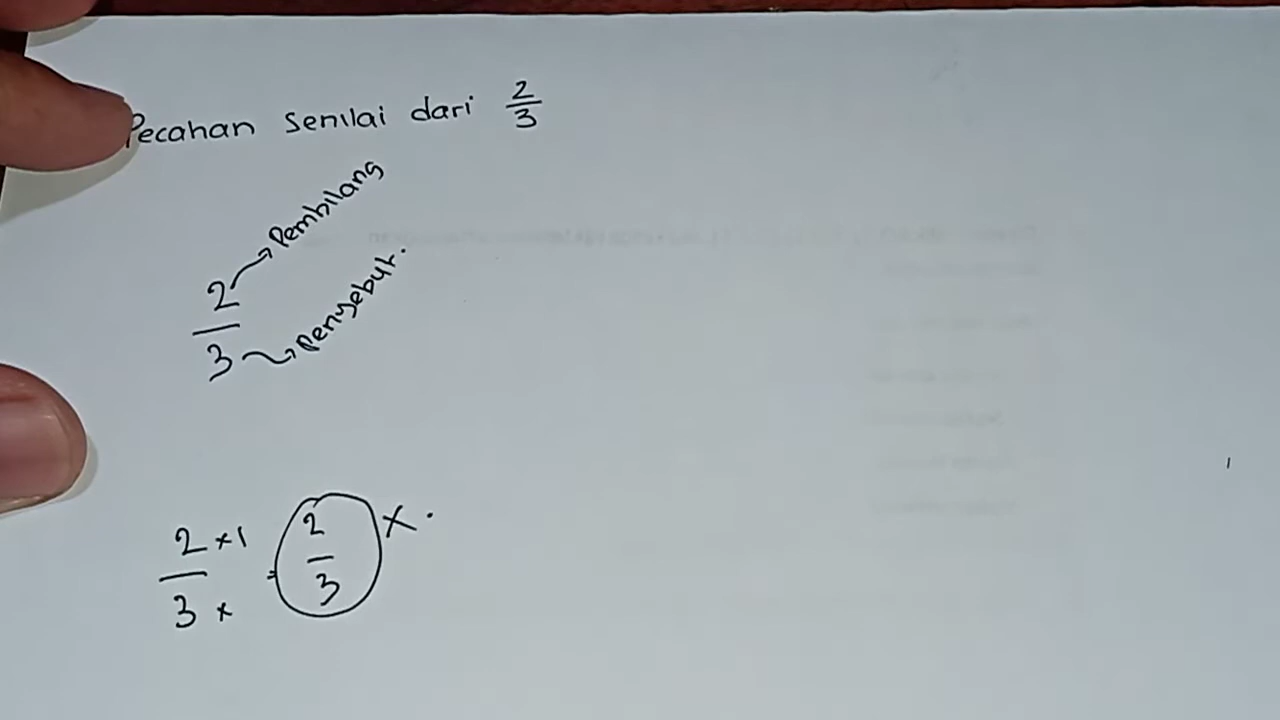 Pecahan senilai dari 2/3
2 → Pembilang
3 → Penyebut.
2 × 1 = 2 ×.
3 × 3